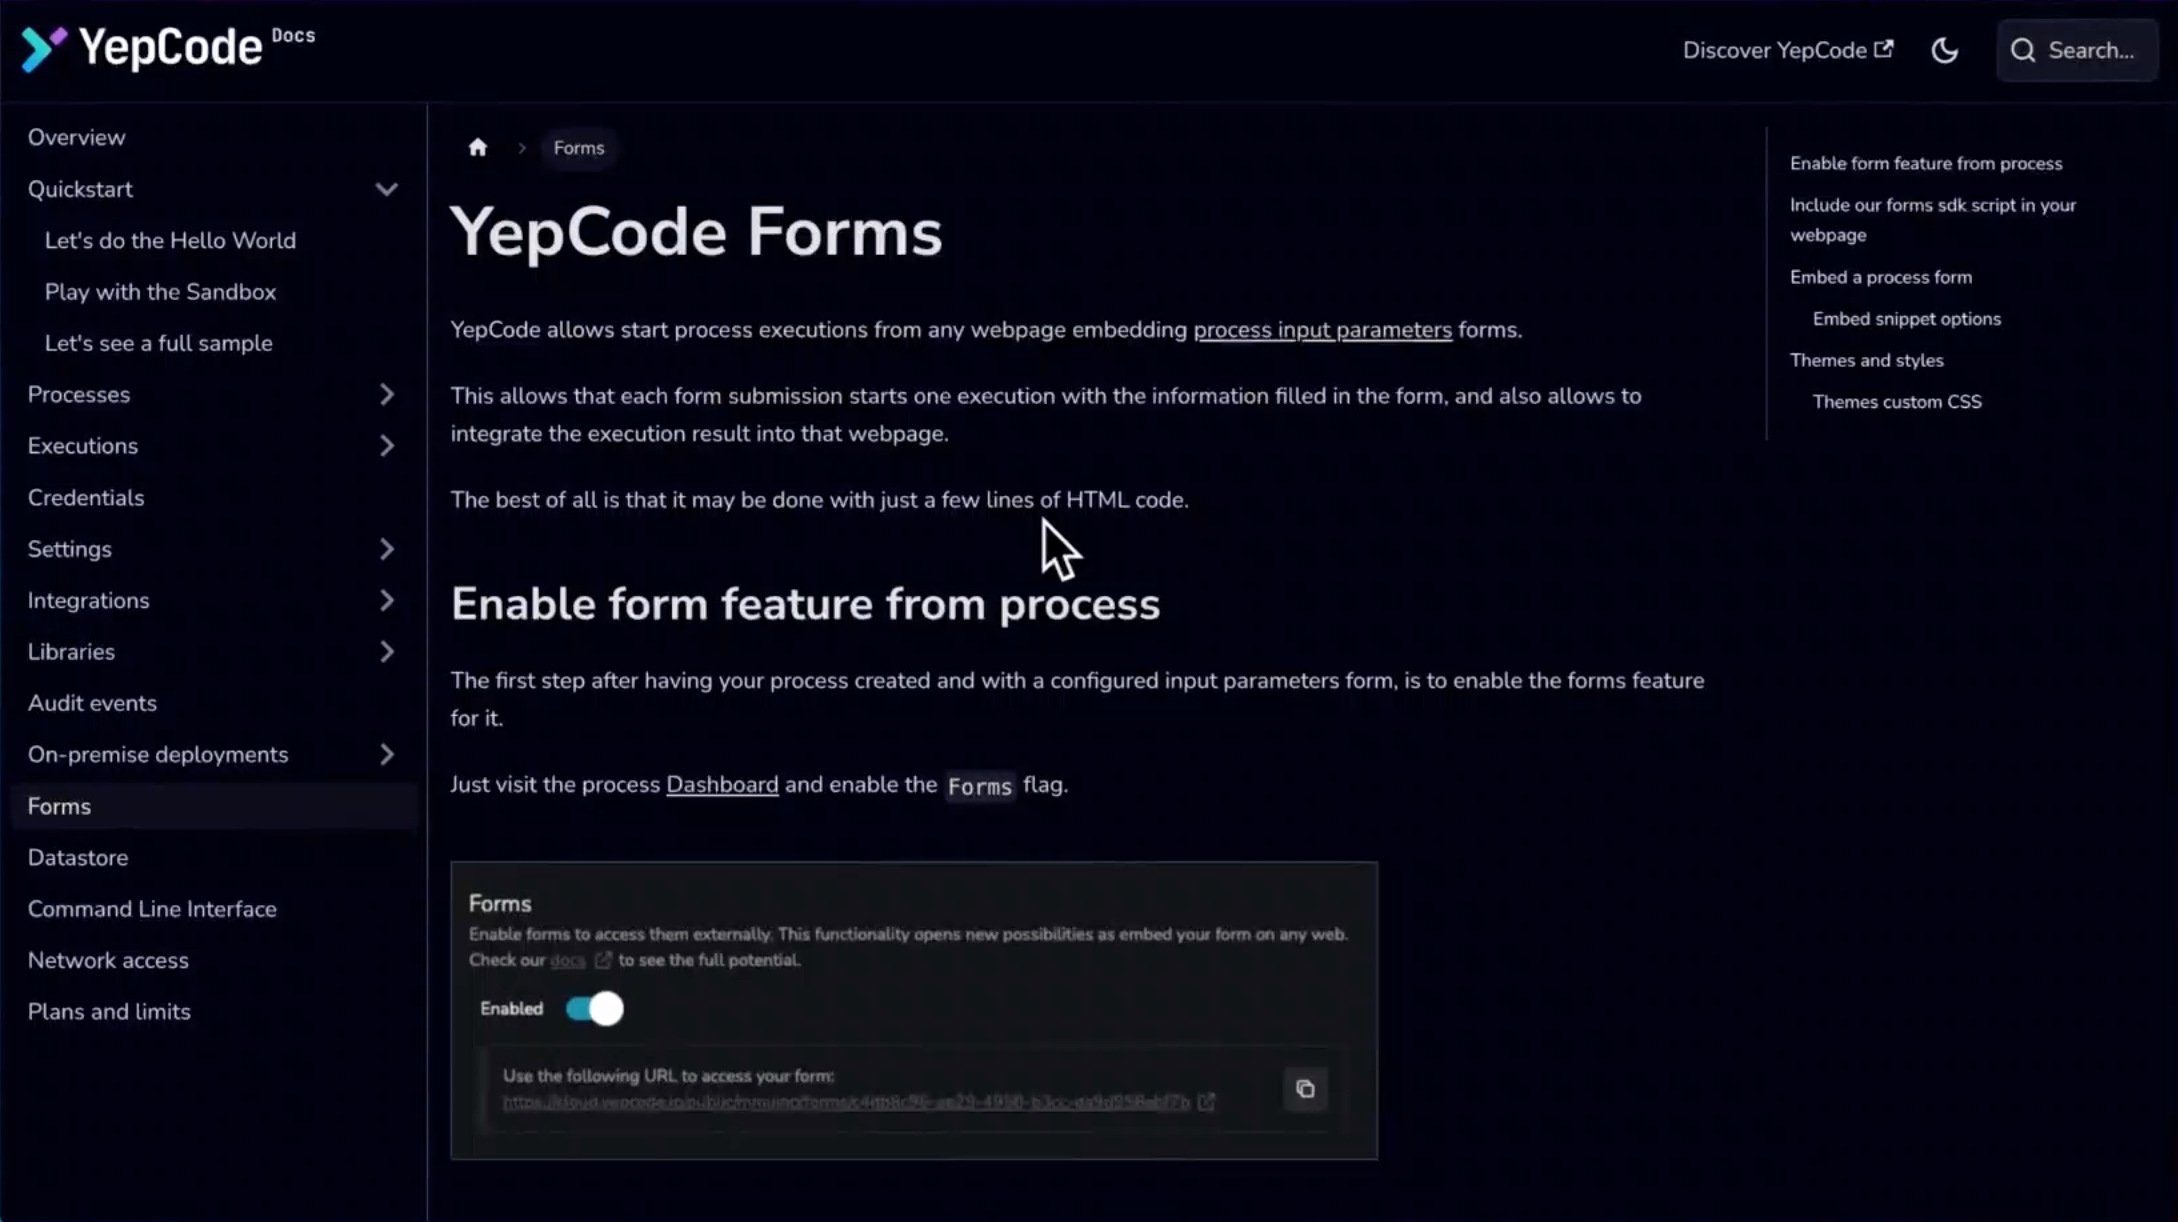 YepCode Docs
Discover YepCode
Search...
Overview
Quickstart
Let's do the Hello World
Play with the Sandbox
Let's see a full sample
Processes
Executions
Credentials
Settings
Integrations
Libraries
Audit events
On-premise deployments
Forms
Datastore
Command Line Interface
Network access
Plans and limits
Forms
YepCode Forms
YepCode allows start process executions from any webpage embedding process input parameters forms.
This allows that each form submission starts one execution with the information filled in the form, and also allows to
integrate the execution result into that webpage.
The best of all is that it may be done with just a few lines of HTML code.
Enable form feature from process
The first step after having your process created and with a configured input parameters form, is to enable the forms feature
for it.
Just visit the process Dashboard and enable the Forms flag.
Forms
Enable forms to access them externally. This functionality opens new possibilities as embed your form on any web.
Check our docs to see the full potential.
Enabled
Use the following URL to access your form:
Enable form feature from process
Include our forms sdk script in your
webpage
Embed a process form
Embed snippet options
Themes and styles
Themes custom CSS